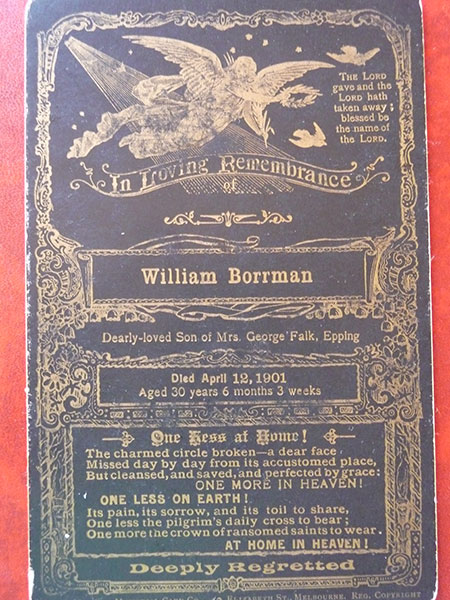 The Lord
gave and the
Lord hath
taken away;
blessed be
the name of
the Lord.
In Loving Remembrance
of
William Borrman
Dearly-loved Son of Mrs. George Falk, Epping
Died April 12, 1901
Aged 30 years 6 months 3 weeks
One Less at Home!
The charmed circle broken—a dear face
Missed day by day from its accustomed place,
But cleansed, and saved, and perfected by grace:
ONE MORE IN HEAVEN!
ONE LESS ON EARTH!
Its pain, its sorrow, and its toil to share,
One less the pilgrim's daily cross to bear;
One more the crown of ransomed saints to wear.
AT HOME IN HEAVEN!
Deeply Regretted
Card Co., Elizabeth St., Melbourne. Reg. Copyright